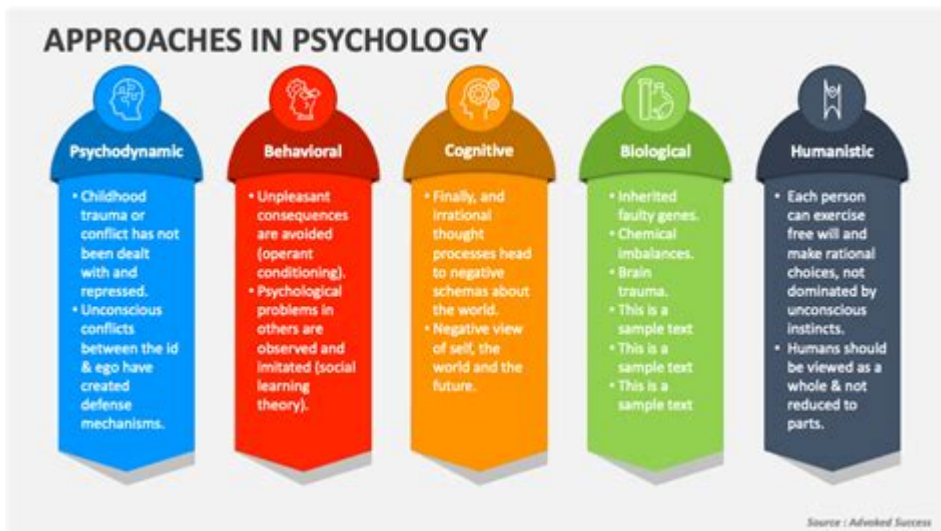 APPROACHES IN PSYCHOLOGY
Psychodynamic
• Childhood
trauma or
conflict has not
been dealt
with and
repressed.
• Unconscious
conflicts
between the id
& ego have
created
defense
mechanisms.
Behavioral
• Unpleasant
consequences
are avoided
(operant
conditioning).
• Psychological
problems in
others are
observed and
imitated (social
learning
theory).
Cognitive
• Finally, and
irrational
thought
processes head
to negative
schemas about
the world.
• Negative view
of self, the
world and the
future.
Biological
• Inherited
faulty genes.
• Chemical
imbalances.
• Brain
trauma.
• This is a
sample text
• This is a
sample text
• This is a
sample text
Humanistic
• Each person
can exercise
free will and
make rational
choices, not
dominated by
unconscious
instincts.
• Humans should
be viewed as a
whole & not
reduced to
parts.
Source : Advoked Success